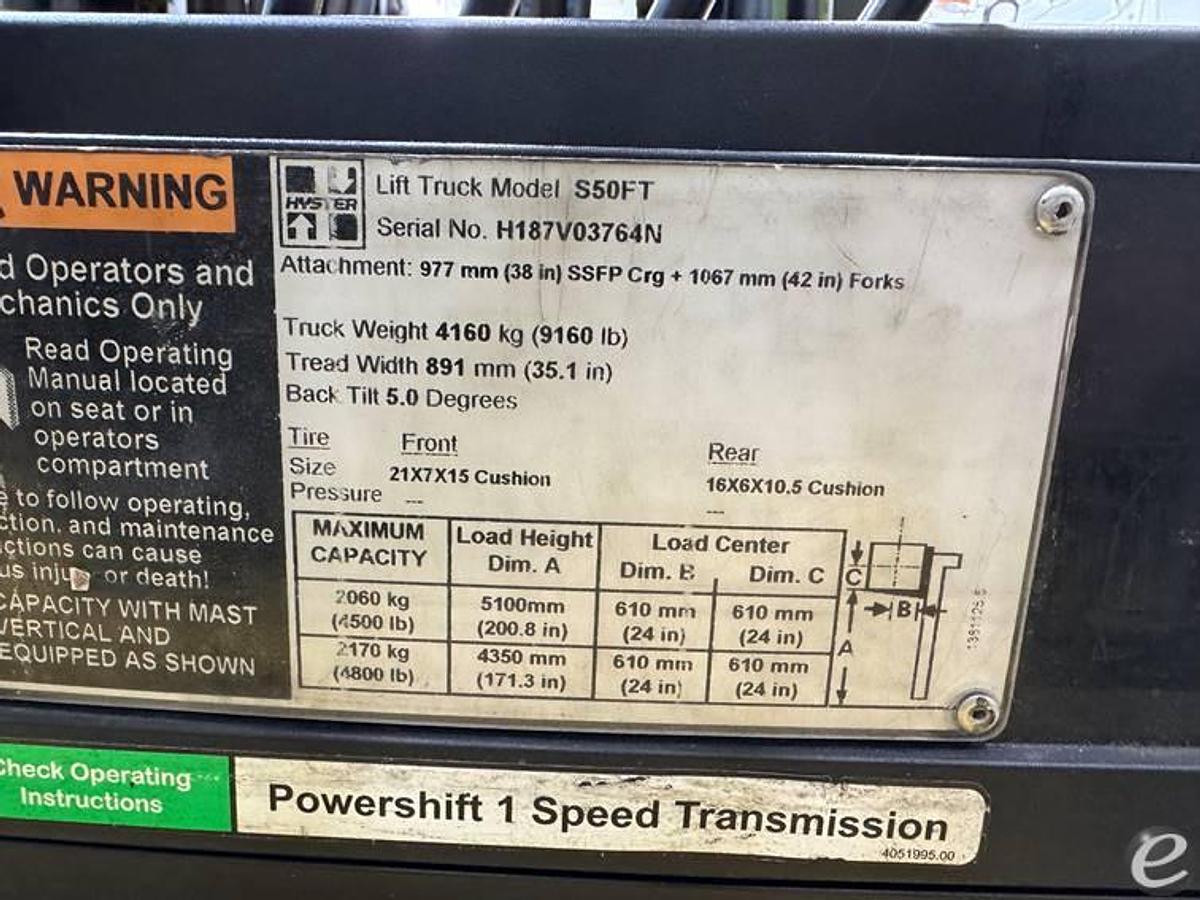 WARNING
d Operators and
chanics Only
Read Operating
Manual located
on seat or in
operators
compartment
e to follow operating,
ction, and maintenance
uctions can cause
us inju or death!
CAPACITY WITH MAST
VERTICAL AND
EQUIPPED AS SHOWN
HYSTER
Lift Truck Model S50FT
Serial No. H187V03764N
Attachment: 977 mm (38 in) SSFP Crg + 1067 mm (42 in) Forks
Truck Weight 4160 kg (9160 lb)
Tread Width 891 mm (35.1 in)
Back Tilt 5.0 Degrees
Tire Front Rear
Size 21X7X15 Cushion 16X6X10.5 Cushion
Pressure --- ---
MAXIMUM CAPACITY Load Height Dim. A Load Center Dim. B Dim. C
2060 kg 5100mm 610 mm 610 mm
(4500 lb) (200.8 in) (24 in) (24 in)
2170 kg 4350 mm 610 mm 610 mm
(4800 lb) (171.3 in) (24 in) (24 in)
C
B
A
Check Operating
Instructions
Powershift 1 Speed Transmission
4051995.00
e